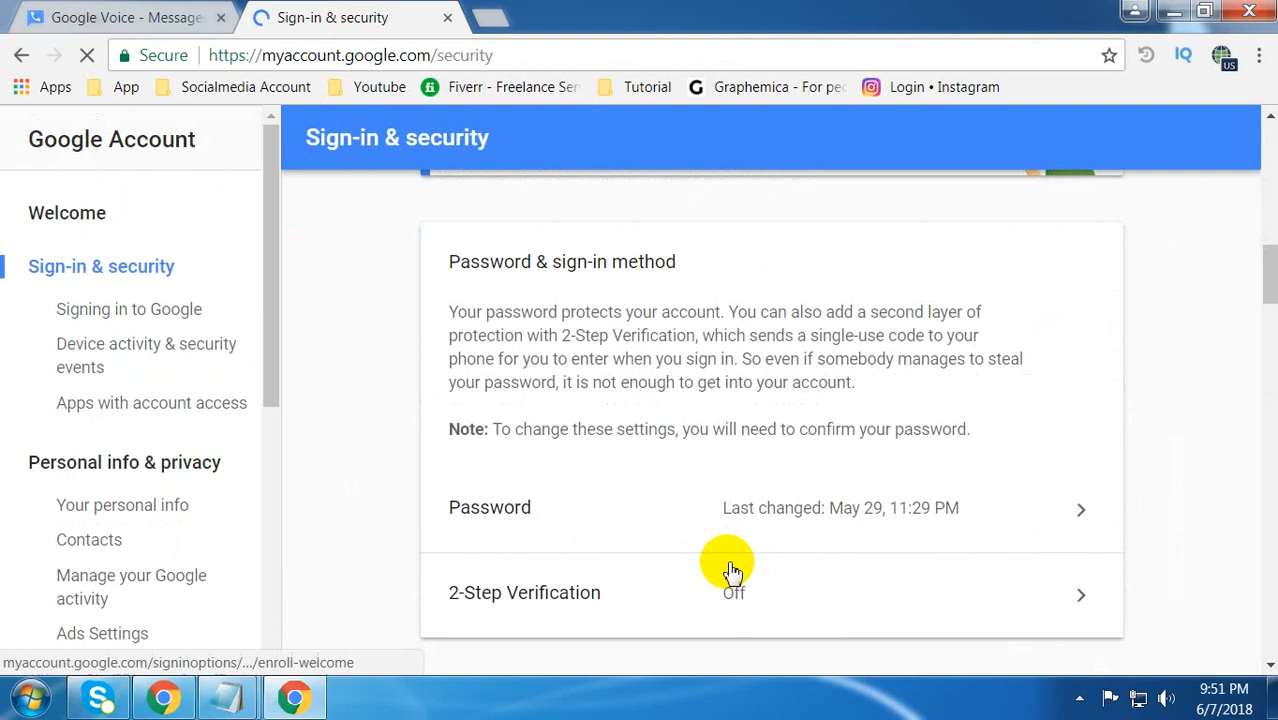 Google Voice - Message
Sign-in & security
Secure
https://myaccount.google.com/security
IQ
US
Apps
App
Socialmedia Account
Youtube
Fiverr - Freelance Ser
Tutorial
G
Graphemica - For pe
Login • Instagram
Google Account
Welcome
Sign-in & security
Signing in to Google
Device activity & security
events
Apps with account access
Personal info & privacy
Your personal info
Contacts
Manage your Google
activity
Ads Settings
Sign-in & security
Password & sign-in method
Your password protects your account. You can also add a second layer of
protection with 2-Step Verification, which sends a single-use code to your
phone for you to enter when you sign in. So even if somebody manages to steal
your password, it is not enough to get into your account.
Note: To change these settings, you will need to confirm your password.
Password
Last changed: May 29, 11:29 PM
2-Step Verification
Off
myaccount.google.com/signinoptions/.../enroll-welcome
S
9:51 PM
6/7/2018